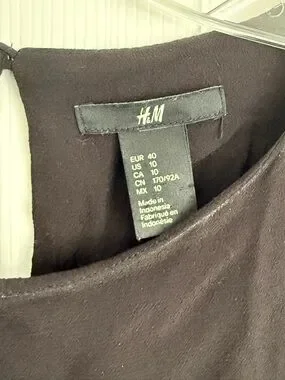 H&M
EUR 40
US 10
CA 10
CN 170/92A
MX 10
Made in
Indonesia
Fabriqué en
Indonésie